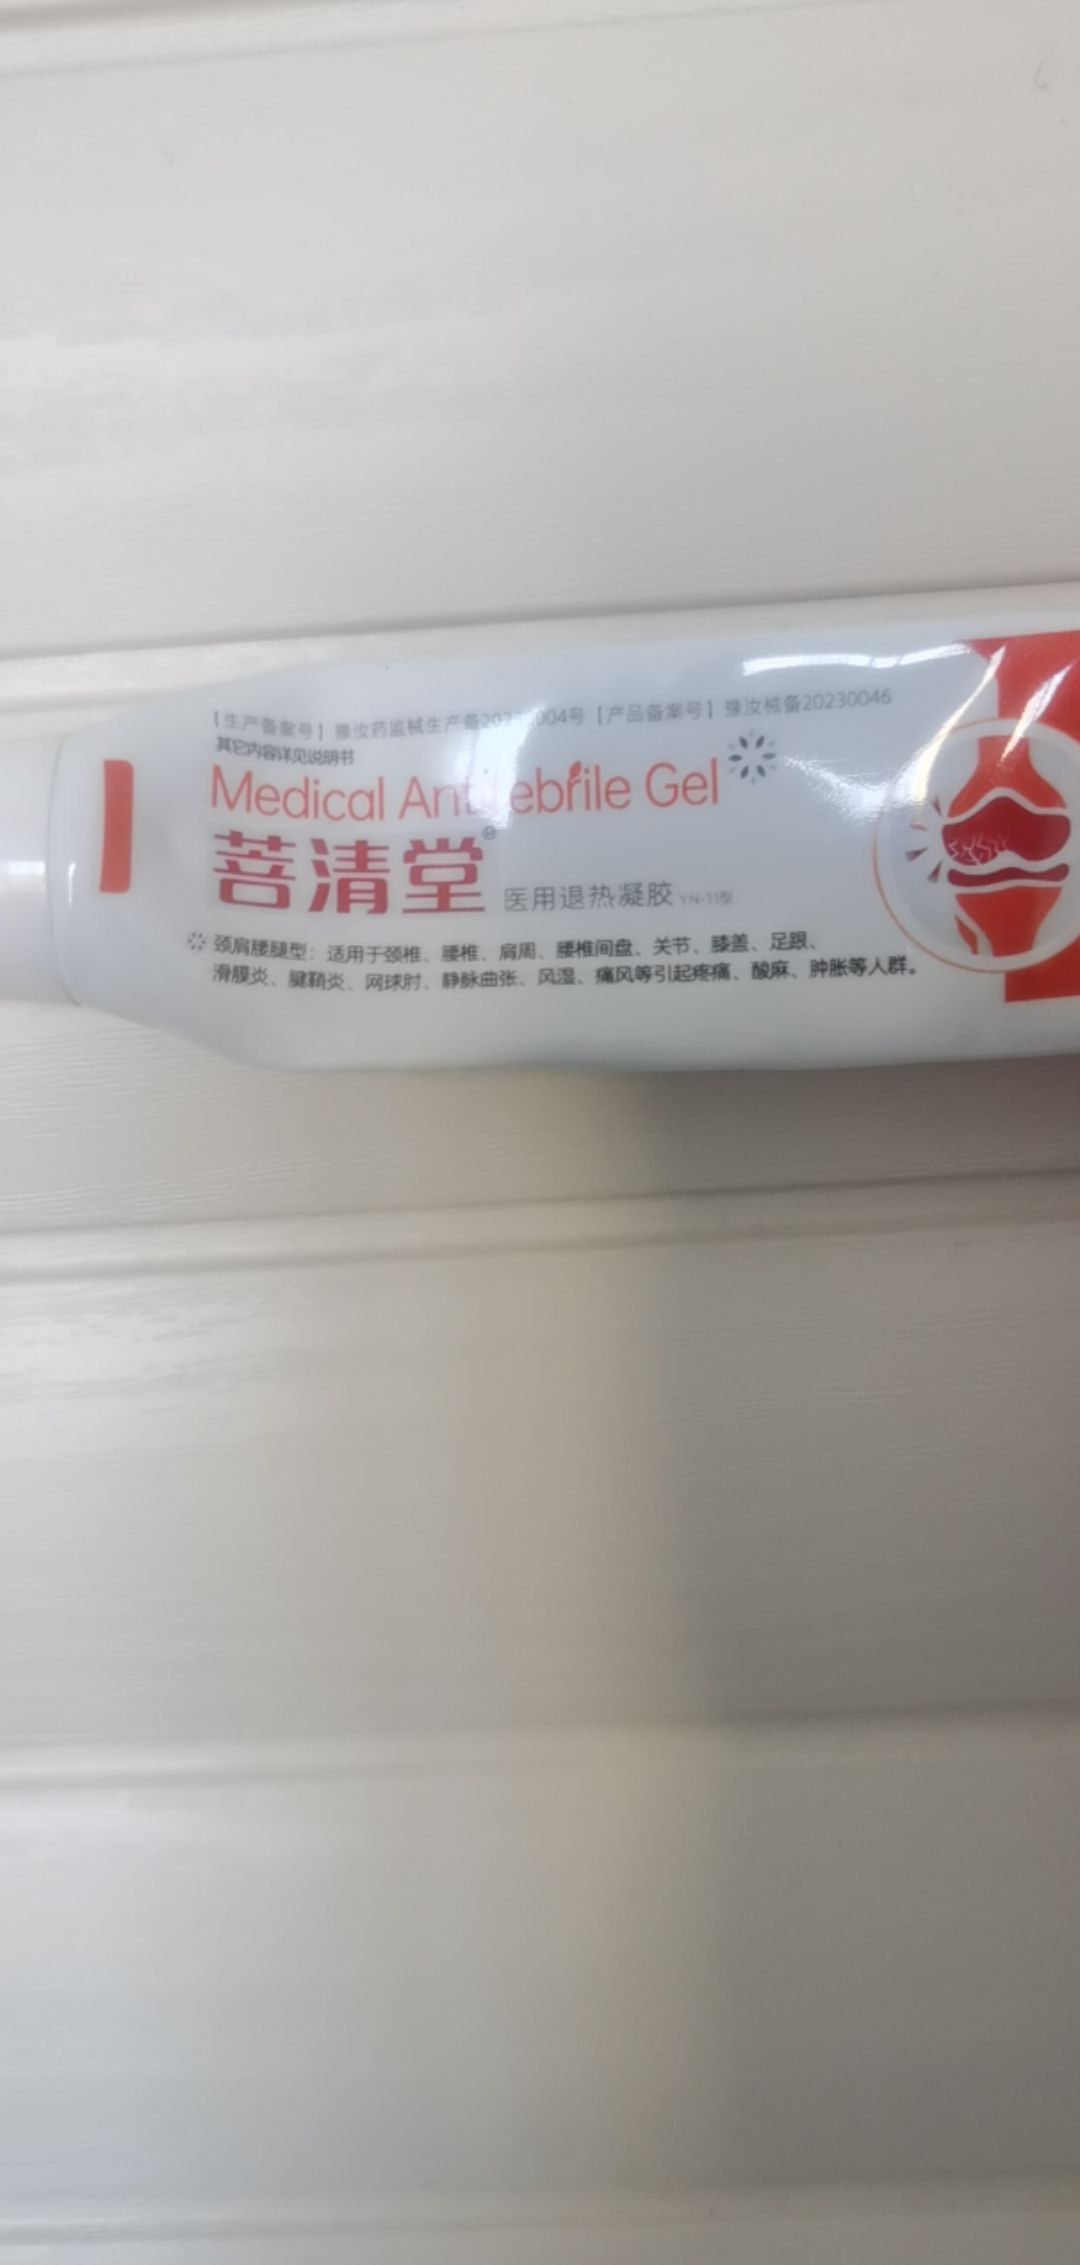 【生产备案号】豫汝药监械生产备202 004号【产品备案号】豫汝械备20230046
其它内容详见说明书
Medical Ant ebrile Gel
菩清堂®
医用退热凝胶 YN-11型
颈肩腰腿型：适用于颈椎、腰椎、肩周、腰椎间盘、关节、膝盖、足跟、
滑膜炎、腱鞘炎、网球肘、静脉曲张、风湿、痛风等引起疼痛、酸麻、肿胀等人群。